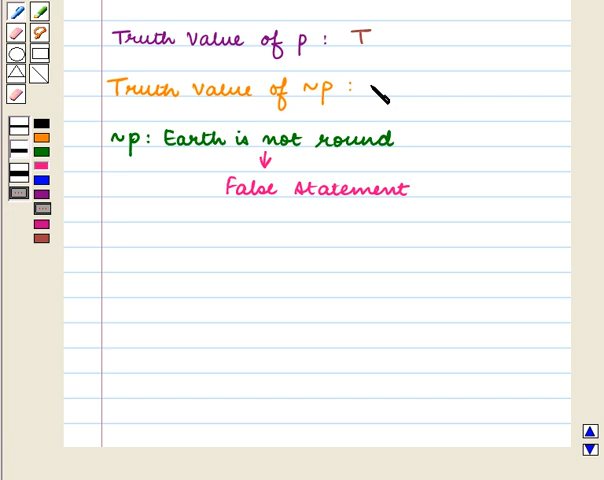 Truth value of p : T
Truth value of ~p :
~p : Earth is not round
↓
False Statement